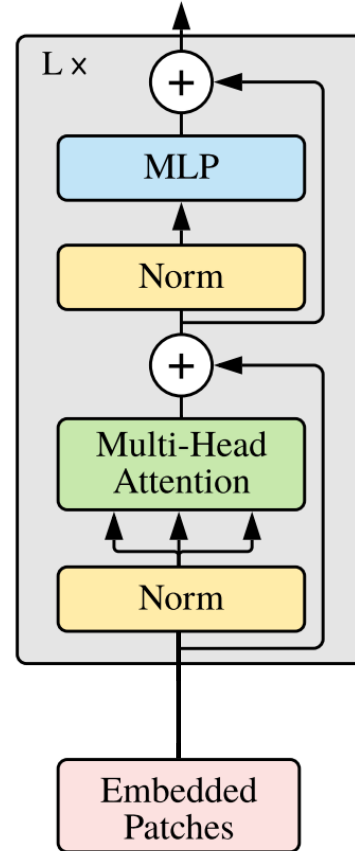 L ×
+
MLP
Norm
+
Multi-Head
Attention
Norm
Embedded
Patches